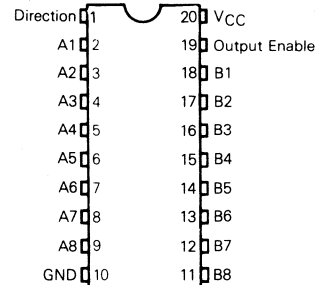 Direction 1 20 VCC
A1 2 19 Output Enable
A2 3 18 B1
A3 4 17 B2
A4 5 16 B3
A5 6 15 B4
A6 7 14 B5
A7 8 13 B6
A8 9 12 B7
GND 10 11 B8